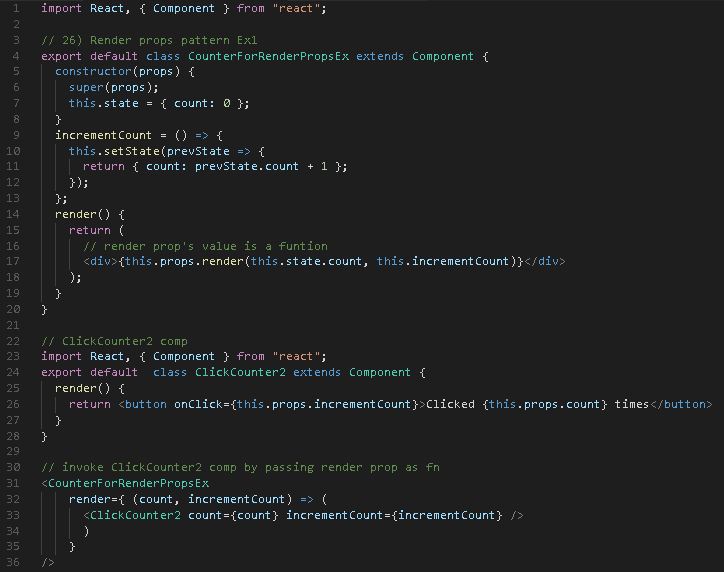 1 import React, { Component } from "react";
2
3 // 26) Render props pattern Ex1
4 export default class CounterForRenderPropsEx extends Component {
5   constructor(props) {
6     super(props);
7     this.state = { count: 0 };
8   }
9   incrementCount = () => {
10     this.setState(prevState => {
11       return { count: prevState.count + 1 };
12     });
13   };
14   render() {
15     return (
16       // render prop's value is a funtion
17       <div>{this.props.render(this.state.count, this.incrementCount)}</div>
18     );
19   }
20 }
21
22 // ClickCounter2 comp
23 import React, { Component } from "react";
24 export default  class ClickCounter2 extends Component {
25   render() {
26     return <button onClick={this.props.incrementCount}>Clicked {this.props.count} times</button>
27   }
28 }
29
30 // invoke ClickCounter2 comp by passing render prop as fn
31 <CounterForRenderPropsEx
32     render={ (count, incrementCount) => (
33       <ClickCounter2 count={count} incrementCount={incrementCount} />
34       )
35     }
36 />